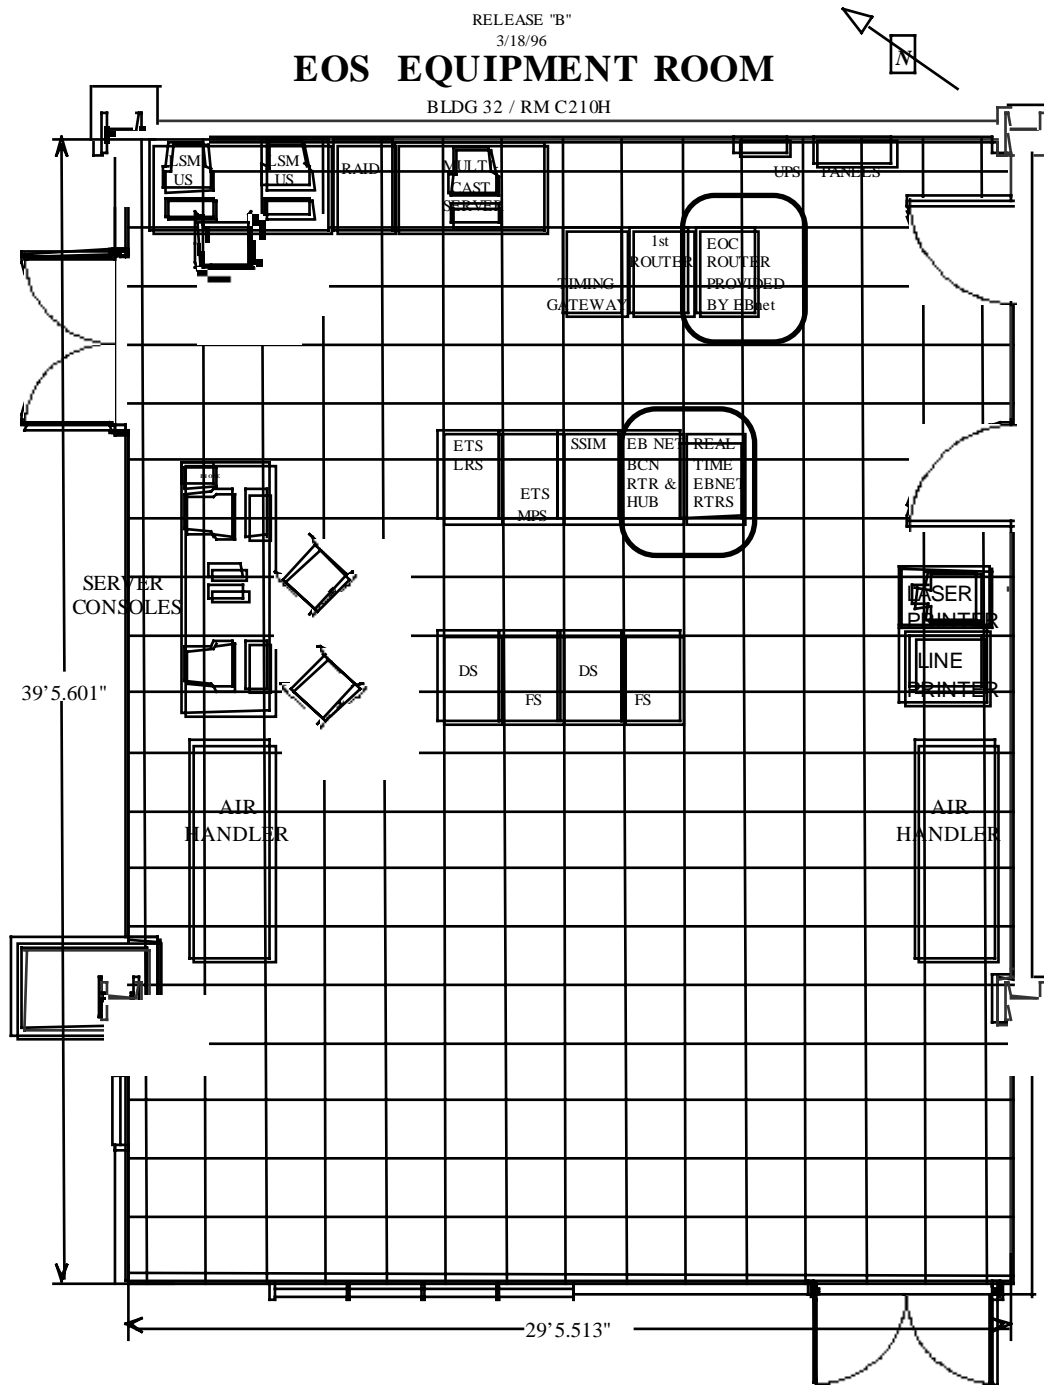 RELEASE "B"
3/18/96
EOS EQUIPMENT ROOM
BLDG 32 / RM C210H
N
LSM
US
LSM
US
RAID
MULTI-
CAST
SERVER
UPS
PANELS
TIMING
GATEWAY
1st
ROUTER
EOC
ROUTER
PROVIDED
BY EBnet
ETS
LRS
ETS
MPS
SSIM
EB NET
BCN
RTR &
HUB
REAL
TIME
EBNET
RTRS
SERVER
CONSOLES
LASER
PRINTER
LINE
PRINTER
DS
FS
DS
FS
39'5.601"
AIR
HANDLER
AIR
HANDLER
29'5.513"